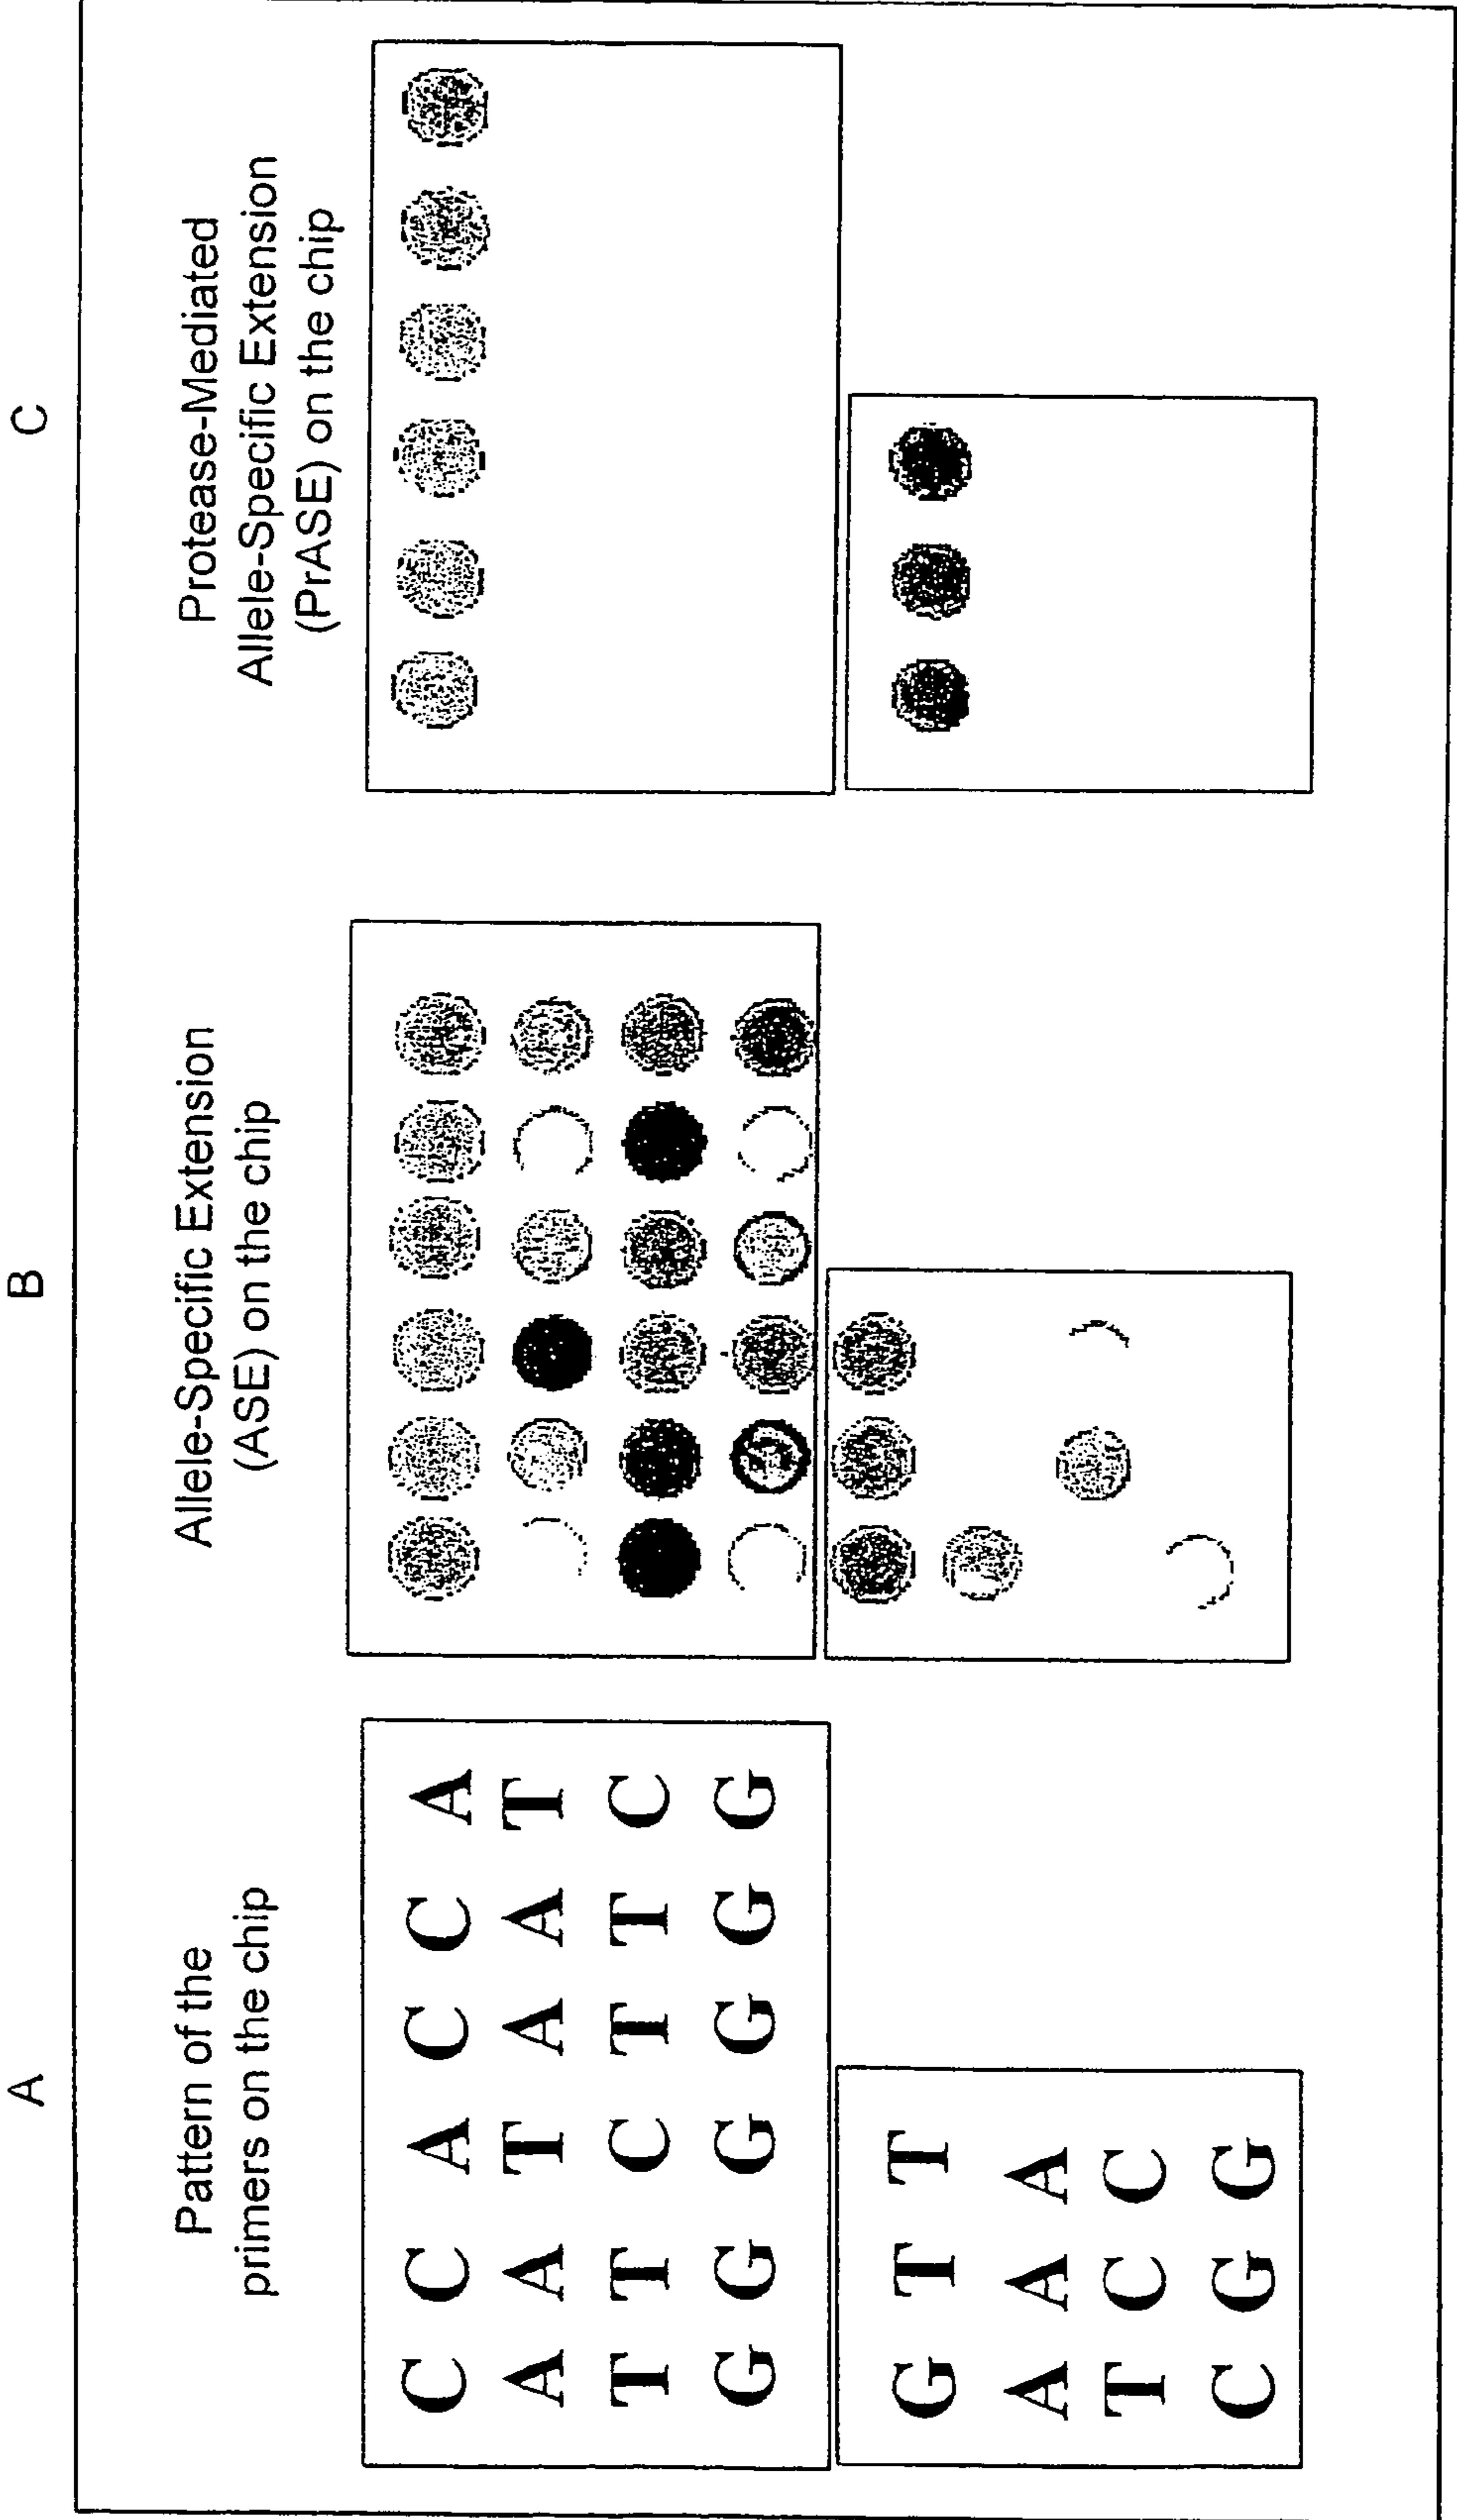 A
Pattern of the
primers on the chip
C C A C C A
A A T A A T
T T C T T C
G G G G G G
G T T
A A A
T C C
C G G
B
Allele-Specific Extension
(ASE) on the chip
C
Protease-Mediated
Allele-Specific Extension
(PrASE) on the chip